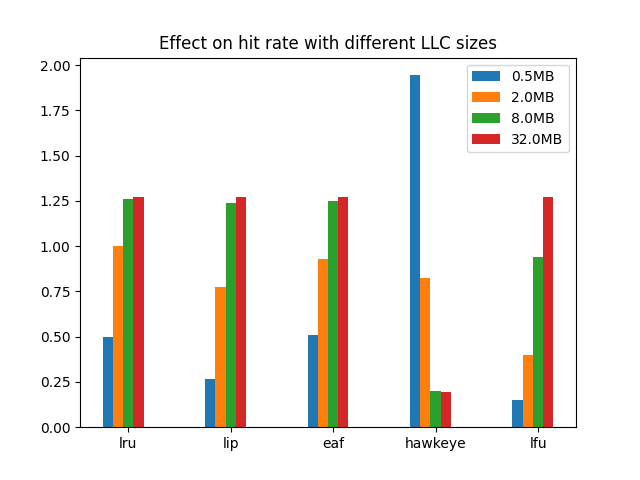 Effect on hit rate with different LLC sizes
2.00
1.75
1.50
1.25
1.00
0.75
0.50
0.25
0.00
0.5MB
2.0MB
8.0MB
32.0MB
lru lip eaf hawkeye lfu